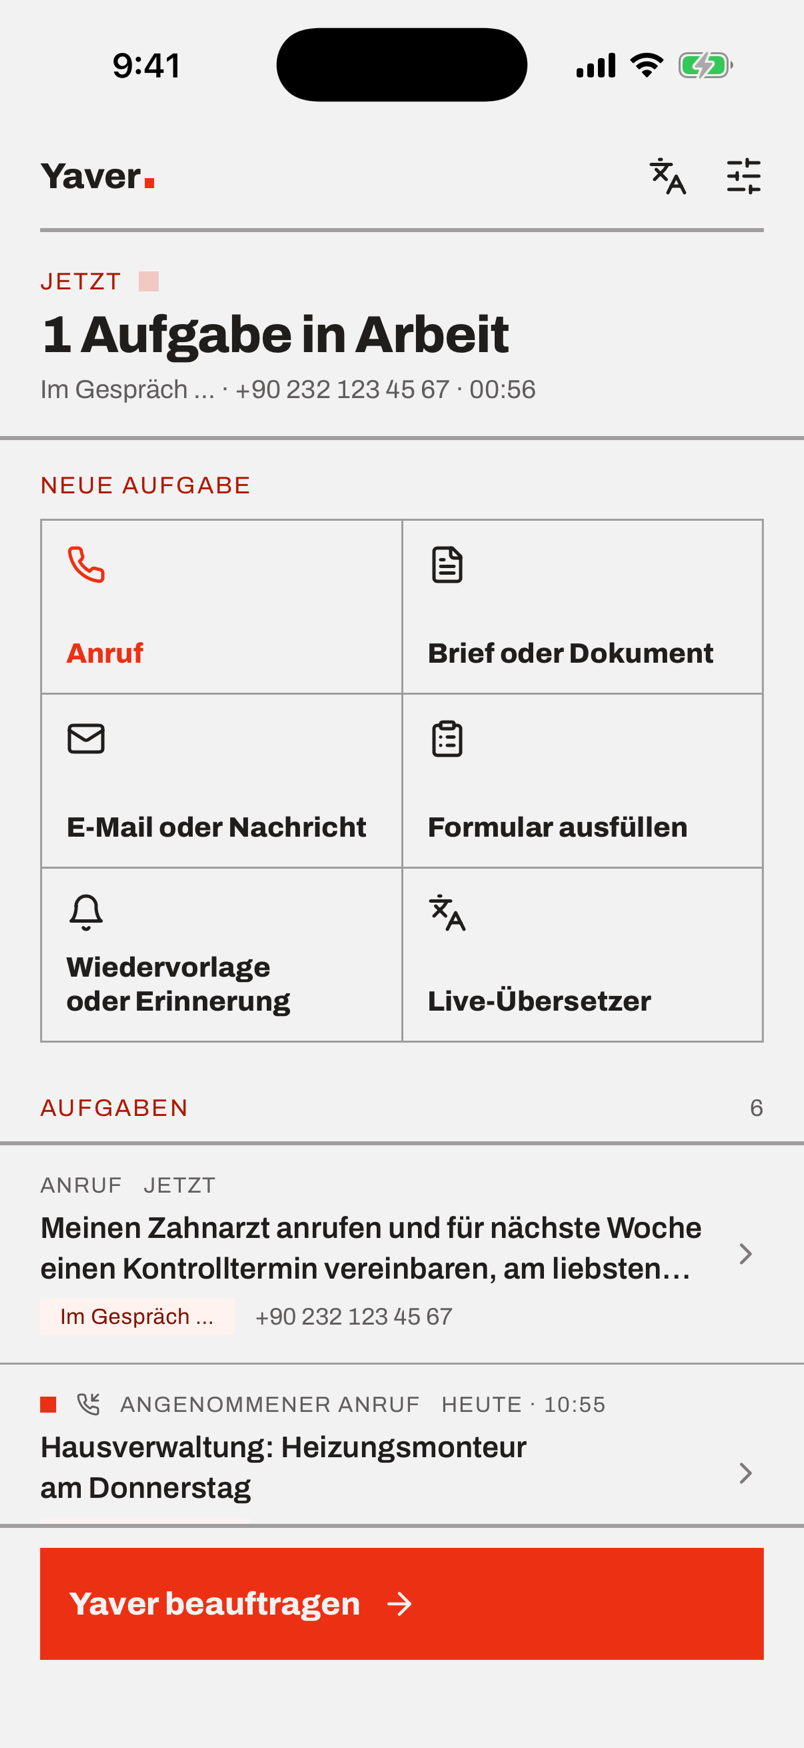 9:41
Yaver.
JETZT
1 Aufgabe in Arbeit
Im Gespräch ... · +90 232 123 45 67 · 00:56
NEUE AUFGABE
Anruf
Brief oder Dokument
E-Mail oder Nachricht
Formular ausfüllen
Wiedervorlage
oder Erinnerung
Live-Übersetzer
AUFGABEN 6
ANRUF JETZT
Meinen Zahnarzt anrufen und für nächste Woche
einen Kontrolltermin vereinbaren, am liebsten...
Im Gespräch ... +90 232 123 45 67
ANGENOMMENER ANRUF HEUTE · 10:55
Hausverwaltung: Heizungsmonteur
am Donnerstag
Yaver beauftragen →